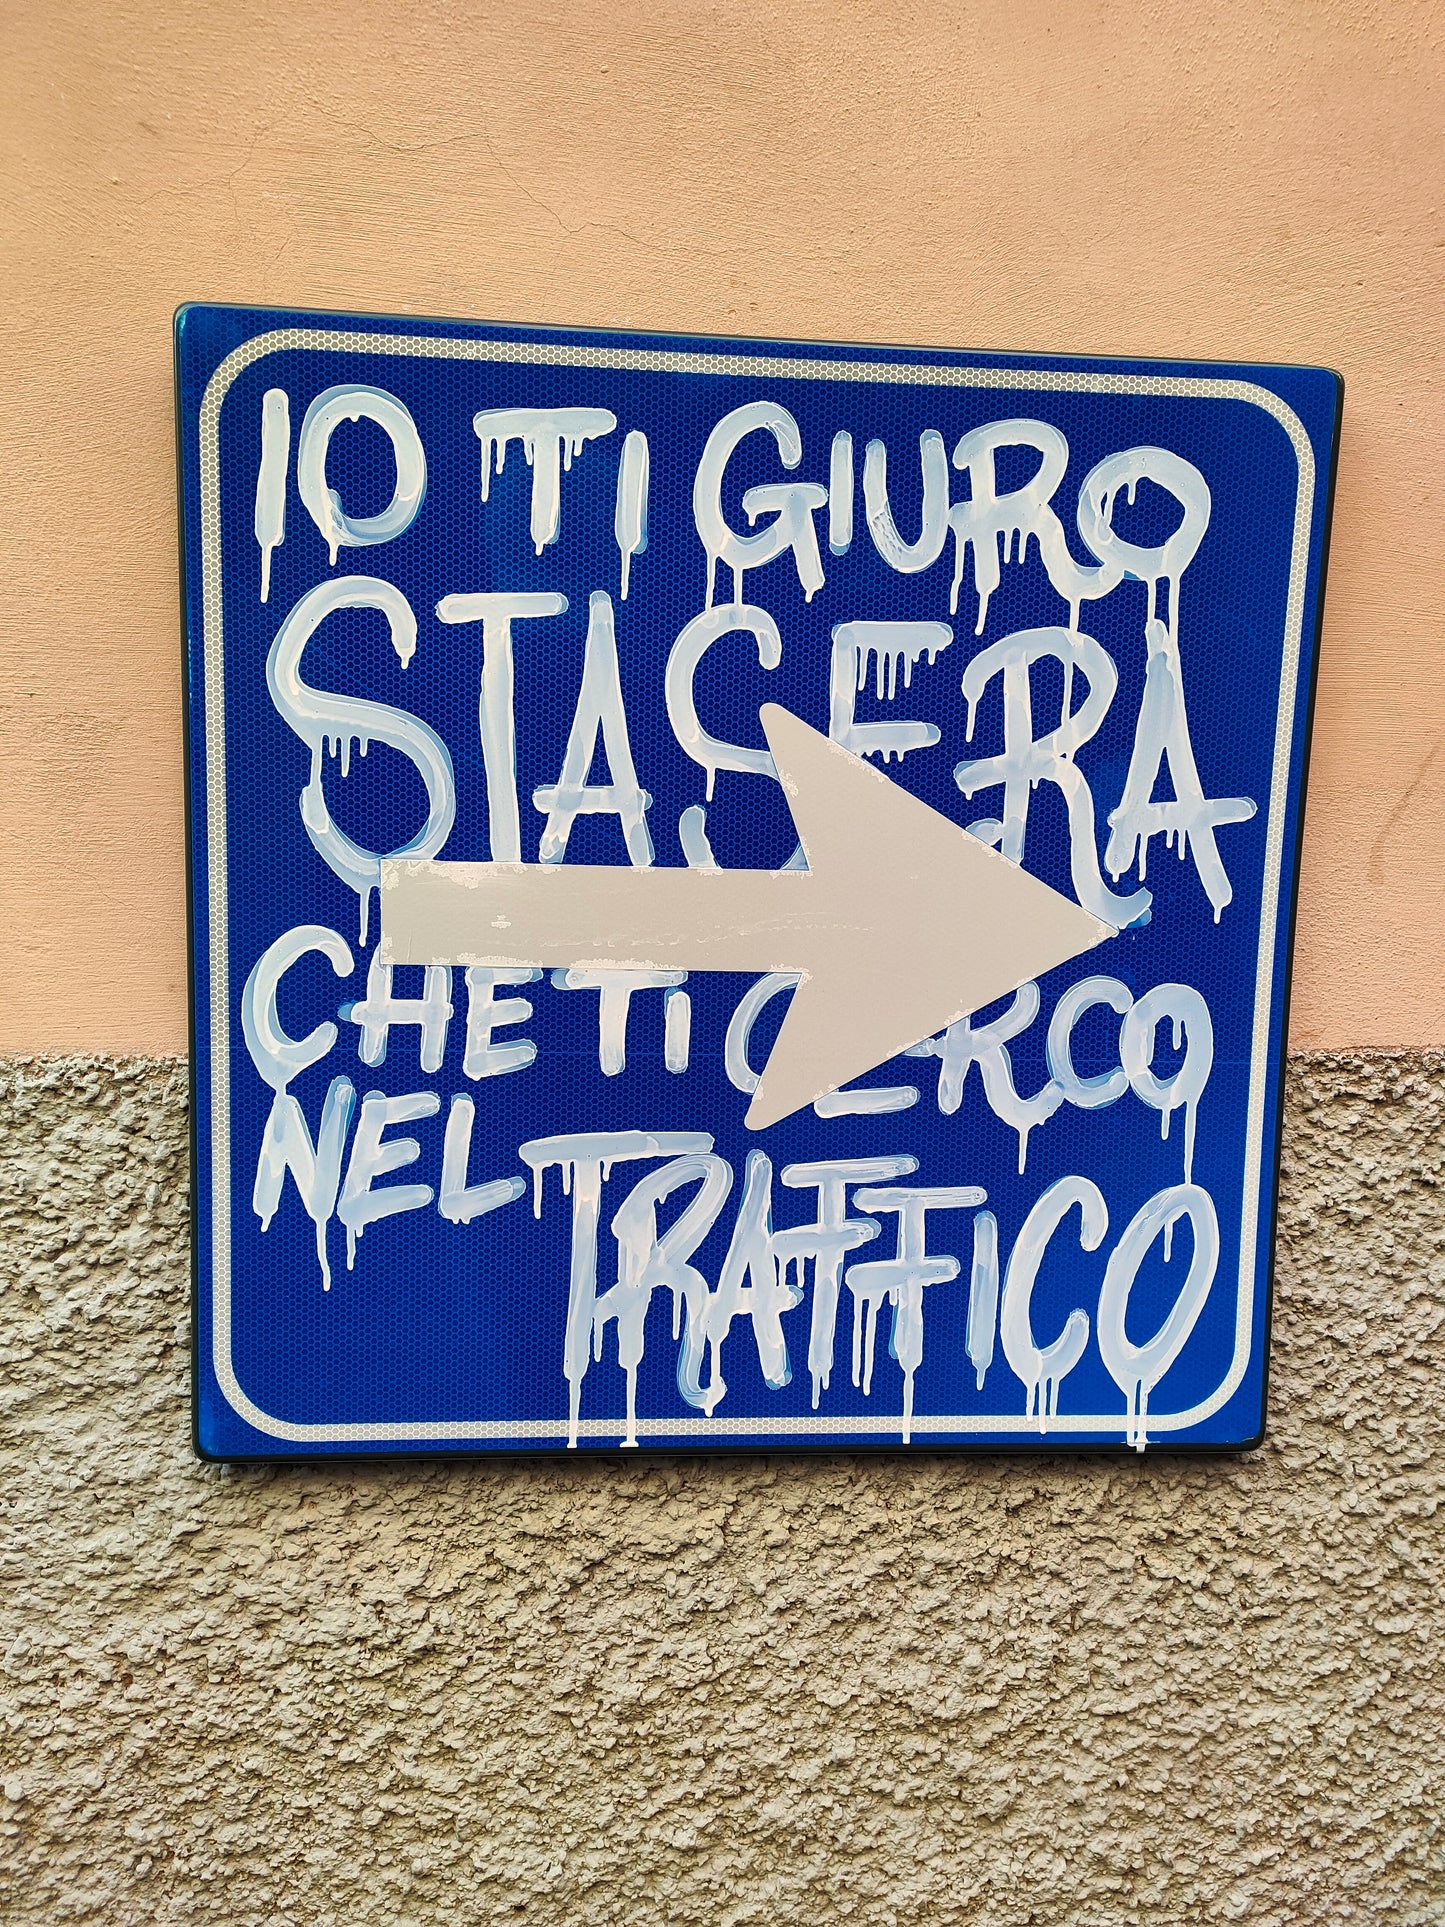 IO TI GIURO
STASERA
CHE TI CERCO
NEL TRAFFICO